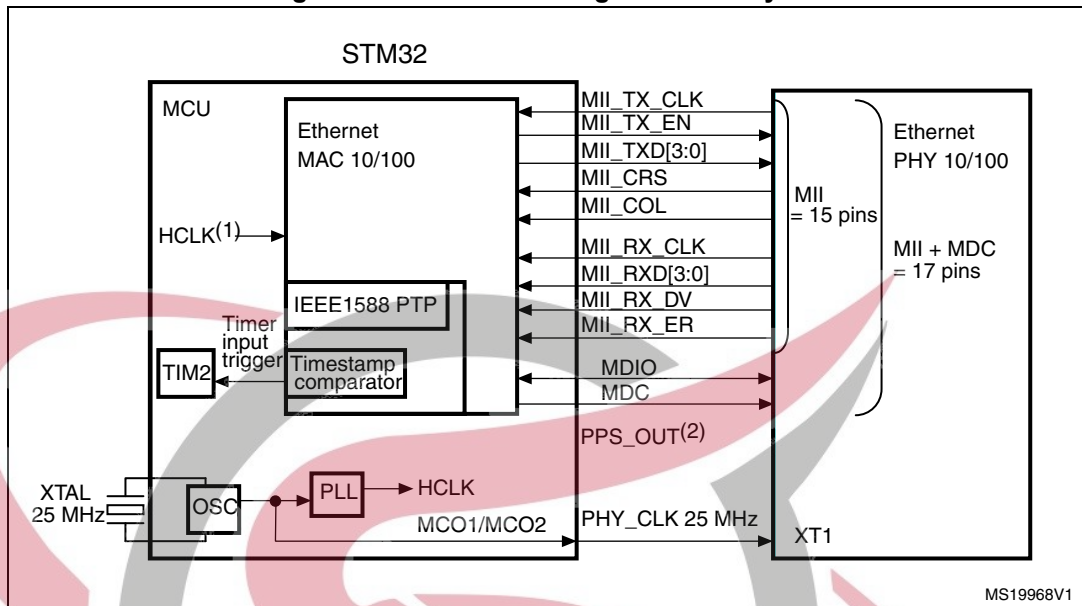 STM32
MCU
Ethernet
MAC 10/100
HCLK(1)
IEEE1588 PTP
Timer
input
trigger
TIM2
Timestamp
comparator
XTAL
25 MHz
OSC
PLL
HCLK
MCO1/MCO2
MII_TX_CLK
MII_TX_EN
MII_TXD[3:0]
MII_CRS
MII_COL
MII_RX_CLK
MII_RXD[3:0]
MII_RX_DV
MII_RX_ER
MDIO
MDC
PPS_OUT(2)
PHY_CLK 25 MHz
XT1
MII
= 15 pins
Ethernet
PHY 10/100
MII + MDC
= 17 pins
MS19968V1